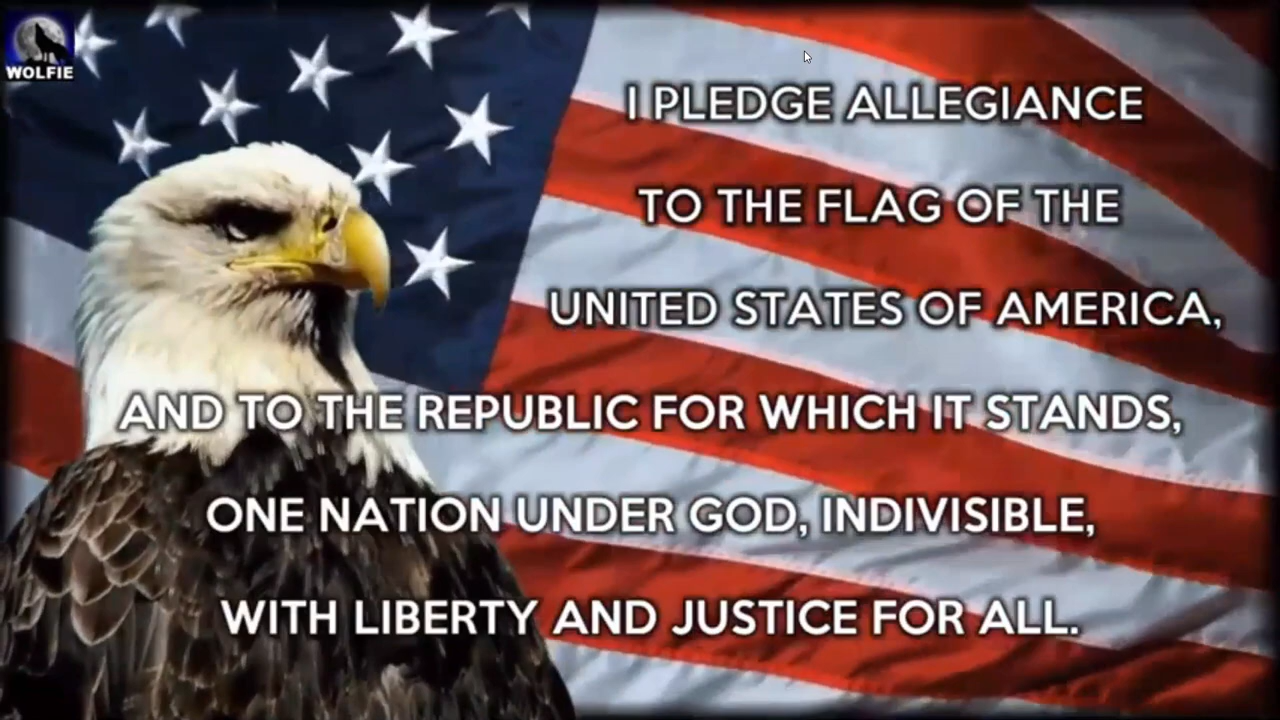 WOLFIE
I PLEDGE ALLEGIANCE
TO THE FLAG OF THE
UNITED STATES OF AMERICA,
AND TO THE REPUBLIC FOR WHICH IT STANDS,
ONE NATION UNDER GOD, INDIVISIBLE,
WITH LIBERTY AND JUSTICE FOR ALL.